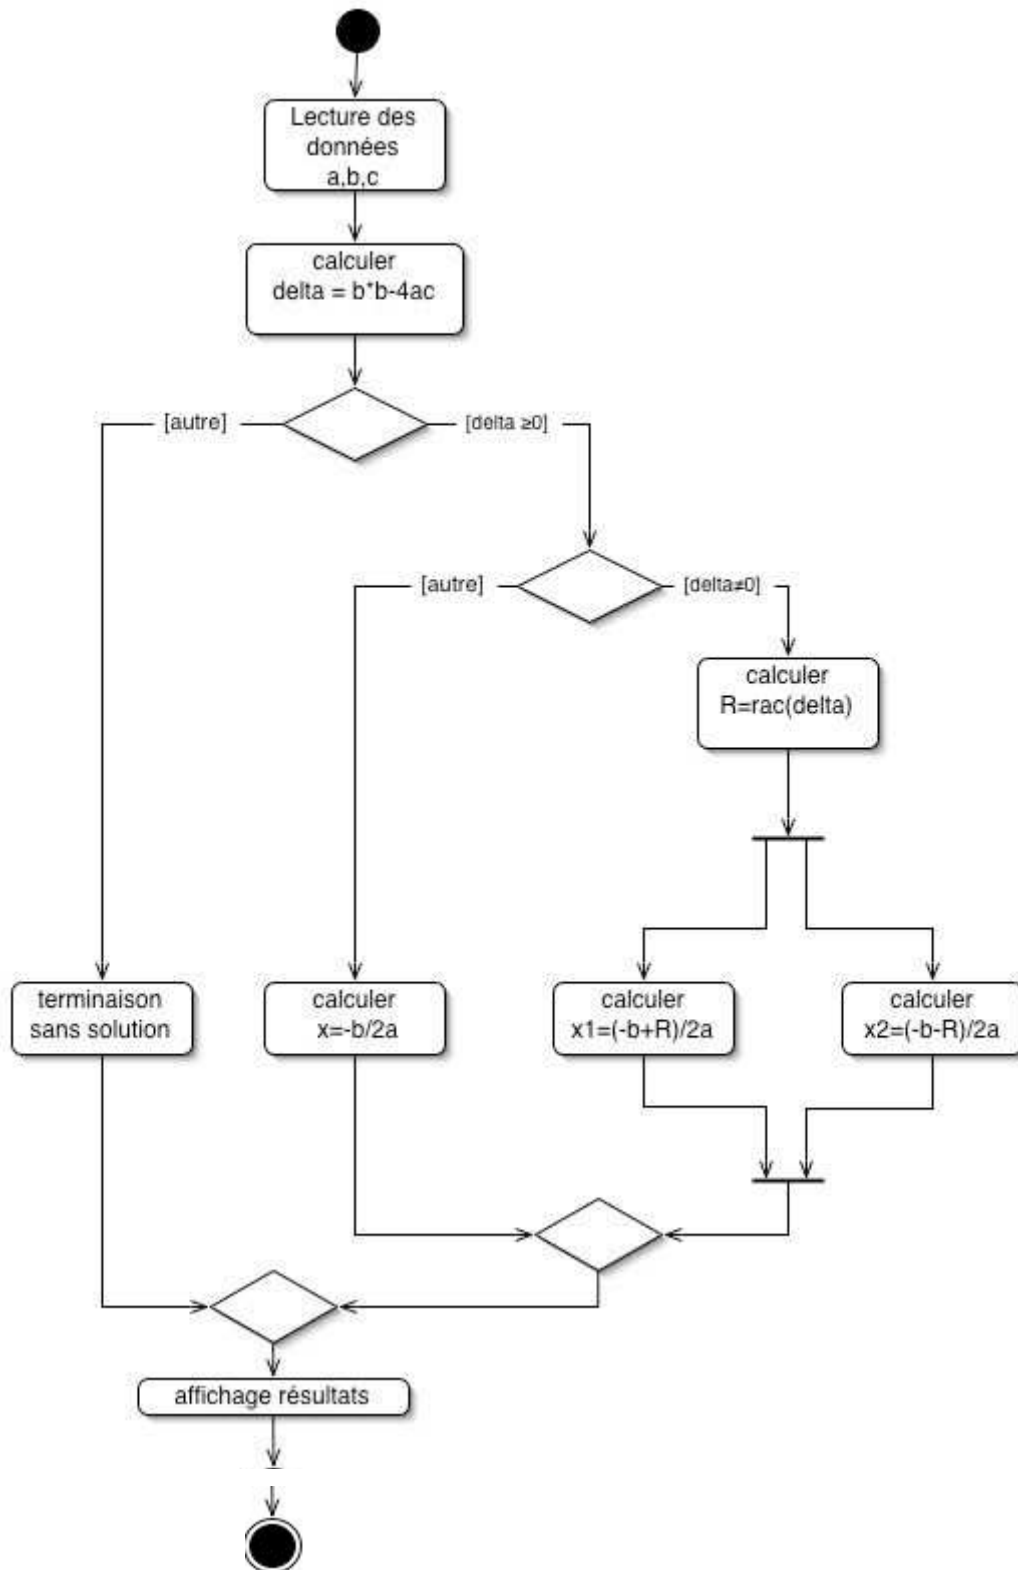 Lecture des
données
a,b,c
calculer
delta = b*b-4ac
[autre]
[delta ≥0]
[autre]
[delta≠0]
calculer
R=rac(delta)
terminaison
sans solution
calculer
x=-b/2a
calculer
x1=(-b+R)/2a
calculer
x2=(-b-R)/2a
affichage résultats